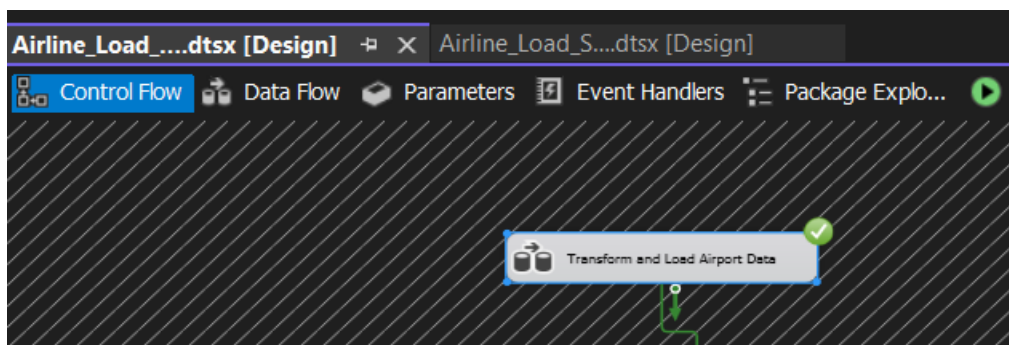 Airline_Load_....dtsx [Design] Airline_Load_S....dtsx [Design]
Control Flow Data Flow Parameters Event Handlers Package Explo...
Transform and Load Airport Data